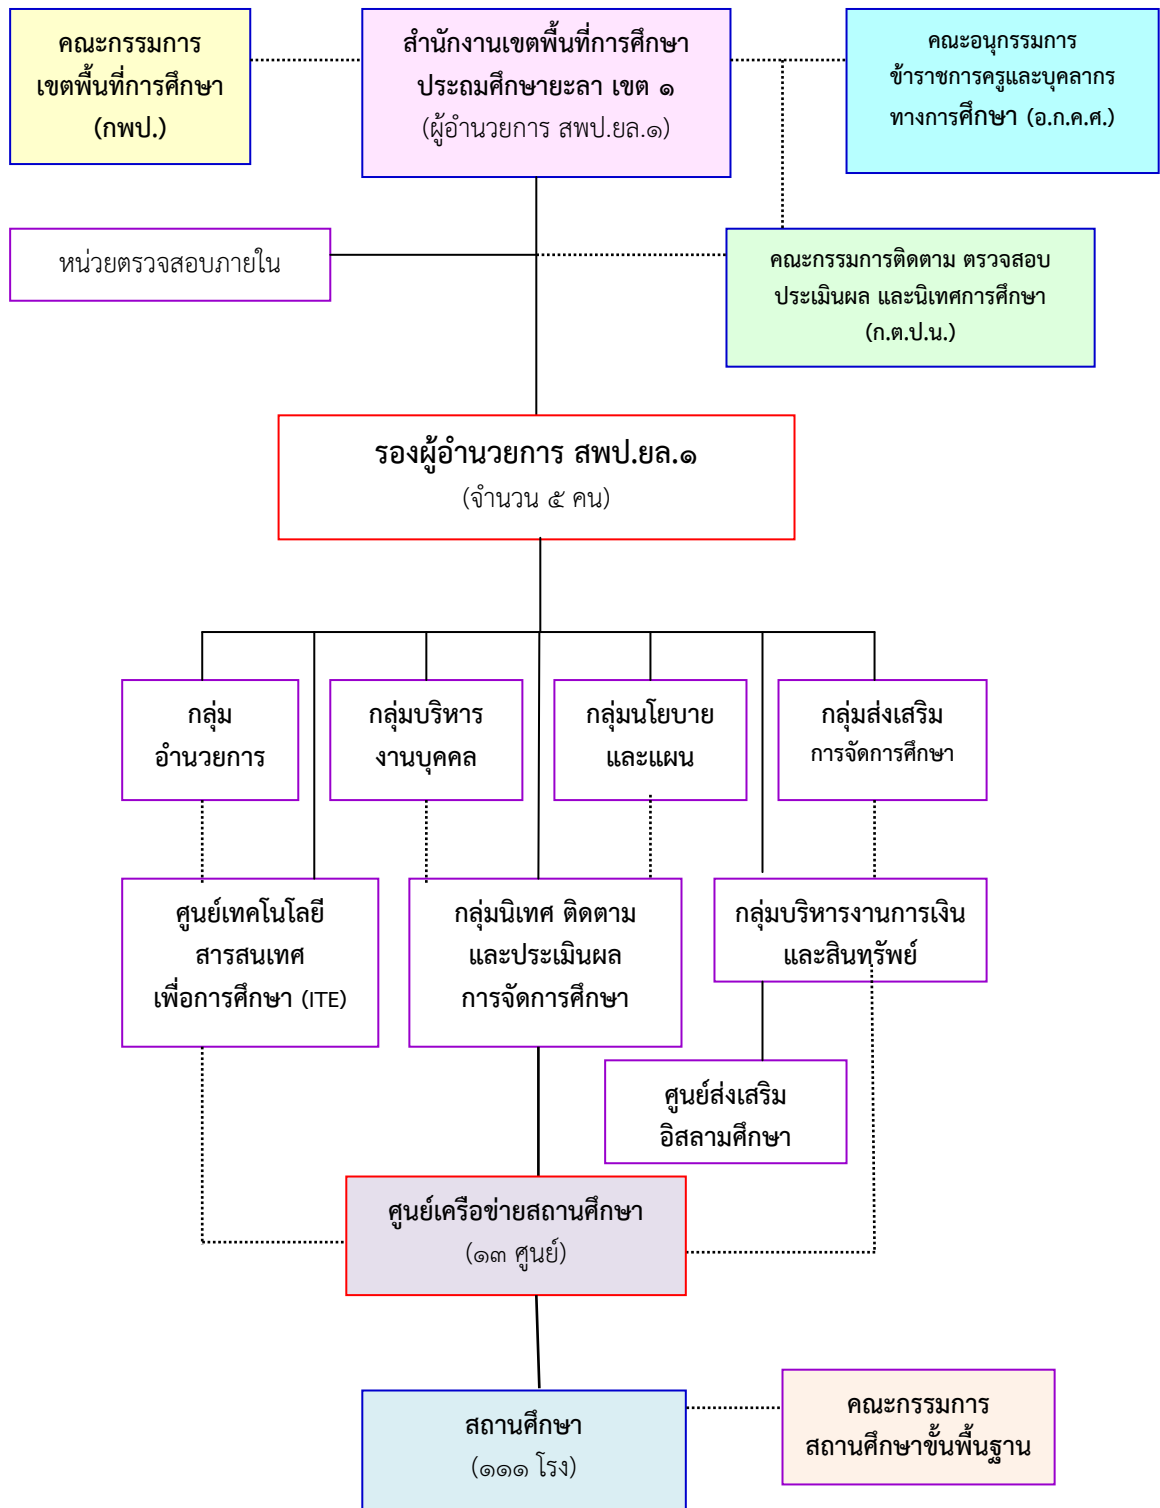 คณะกรรมการ
เขตพื้นที่การศึกษา
(กพป.)
สำนักงานเขตพื้นที่การศึกษา
ประถมศึกษายะลา เขต ๑
(ผู้อำนวยการ สพป.ยล.๑)
คณะอนุกรรมการ
ข้าราชการครูและบุคลากร
ทางการศึกษา (อ.ก.ค.ศ.)
หน่วยตรวจสอบภายใน
คณะกรรมการติดตาม ตรวจสอบ
ประเมินผล และนิเทศการศึกษา
(ก.ต.ป.น.)
รองผู้อำนวยการ สพป.ยล.๑
(จำนวน ๕ คน)
กลุ่ม
อำนวยการ
กลุ่มบริหาร
งานบุคคล
กลุ่มนโยบาย
และแผน
กลุ่มส่งเสริม
การจัดการศึกษา
ศูนย์เทคโนโลยี
สารสนเทศ
เพื่อการศึกษา (ITE)
กลุ่มนิเทศ ติดตาม
และประเมินผล
การจัดการศึกษา
กลุ่มบริหารงานการเงิน
และสินทรัพย์
ศูนย์ส่งเสริม
อิสลามศึกษา
ศูนย์เครือข่ายสถานศึกษา
(๑๓ ศูนย์)
สถานศึกษา
(๑๑๑ โรง)
คณะกรรมการ
สถานศึกษาขั้นพื้นฐาน